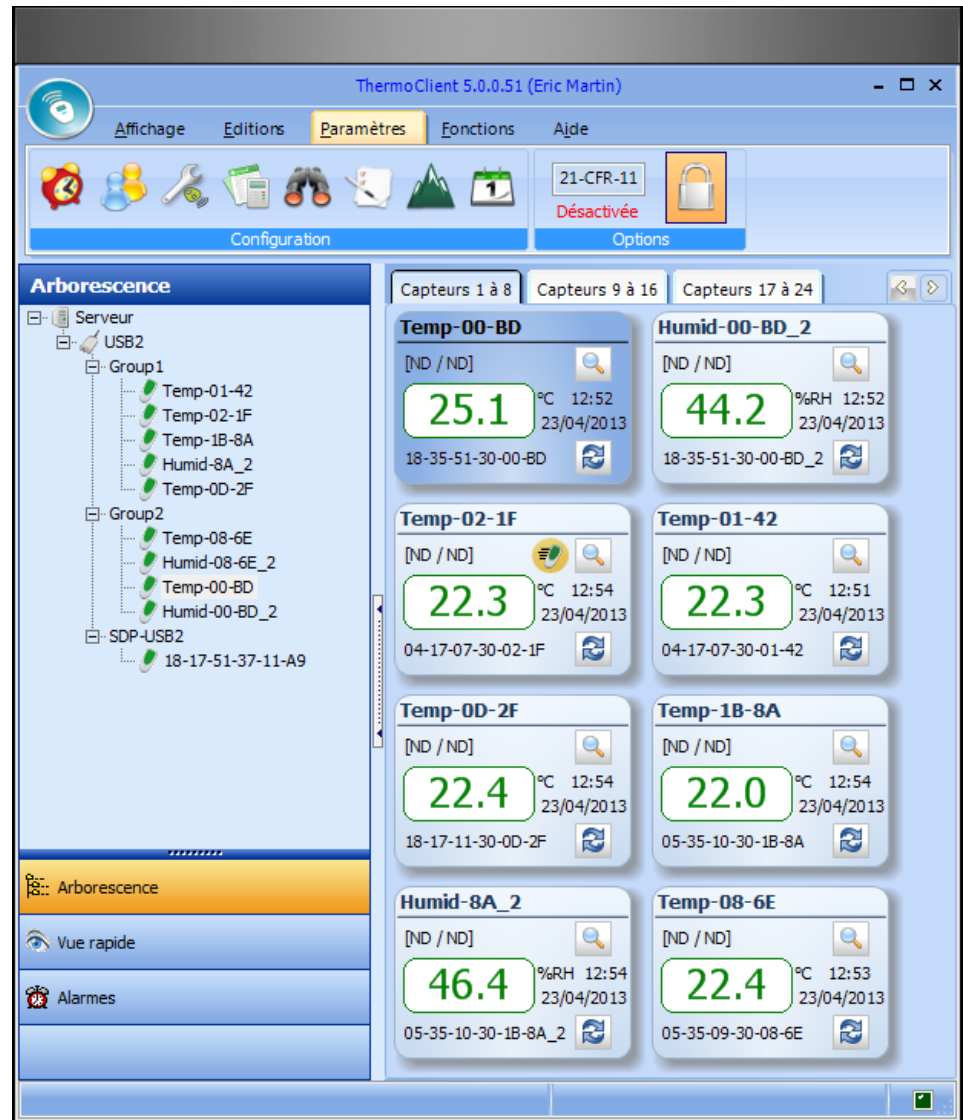 ThermoClient 5.0.0.51 (Eric Martin)
Affichage Editions Paramètres Fonctions Aide
1
21-CFR-11
Désactivée
Configuration Options
Arborescence
Serveur
USB2
Group1
Temp-01-42
Temp-02-1F
Temp-1B-8A
Humid-8A_2
Temp-0D-2F
Group2
Temp-08-6E
Humid-08-6E_2
Temp-00-BD
Humid-00-BD_2
SDP-USB2
18-17-51-37-11-A9
Arborescence
Vue rapide
Alarmes
Capteurs 1 à 8 Capteurs 9 à 16 Capteurs 17 à 24
Temp-00-BD
[ND / ND]
25.1 °C 12:52
23/04/2013
18-35-51-30-00-BD
Humid-00-BD_2
[ND / ND]
44.2 %RH 12:52
23/04/2013
18-35-51-30-00-BD_2
Temp-02-1F
[ND / ND]
22.3 °C 12:54
23/04/2013
04-17-07-30-02-1F
Temp-01-42
[ND / ND]
22.3 °C 12:51
23/04/2013
04-17-07-30-01-42
Temp-0D-2F
[ND / ND]
22.4 °C 12:54
23/04/2013
18-17-11-30-0D-2F
Temp-1B-8A
[ND / ND]
22.0 °C 12:54
23/04/2013
05-35-10-30-1B-8A
Humid-8A_2
[ND / ND]
46.4 %RH 12:54
23/04/2013
05-35-10-30-1B-8A_2
Temp-08-6E
[ND / ND]
22.4 °C 12:53
23/04/2013
05-35-09-30-08-6E